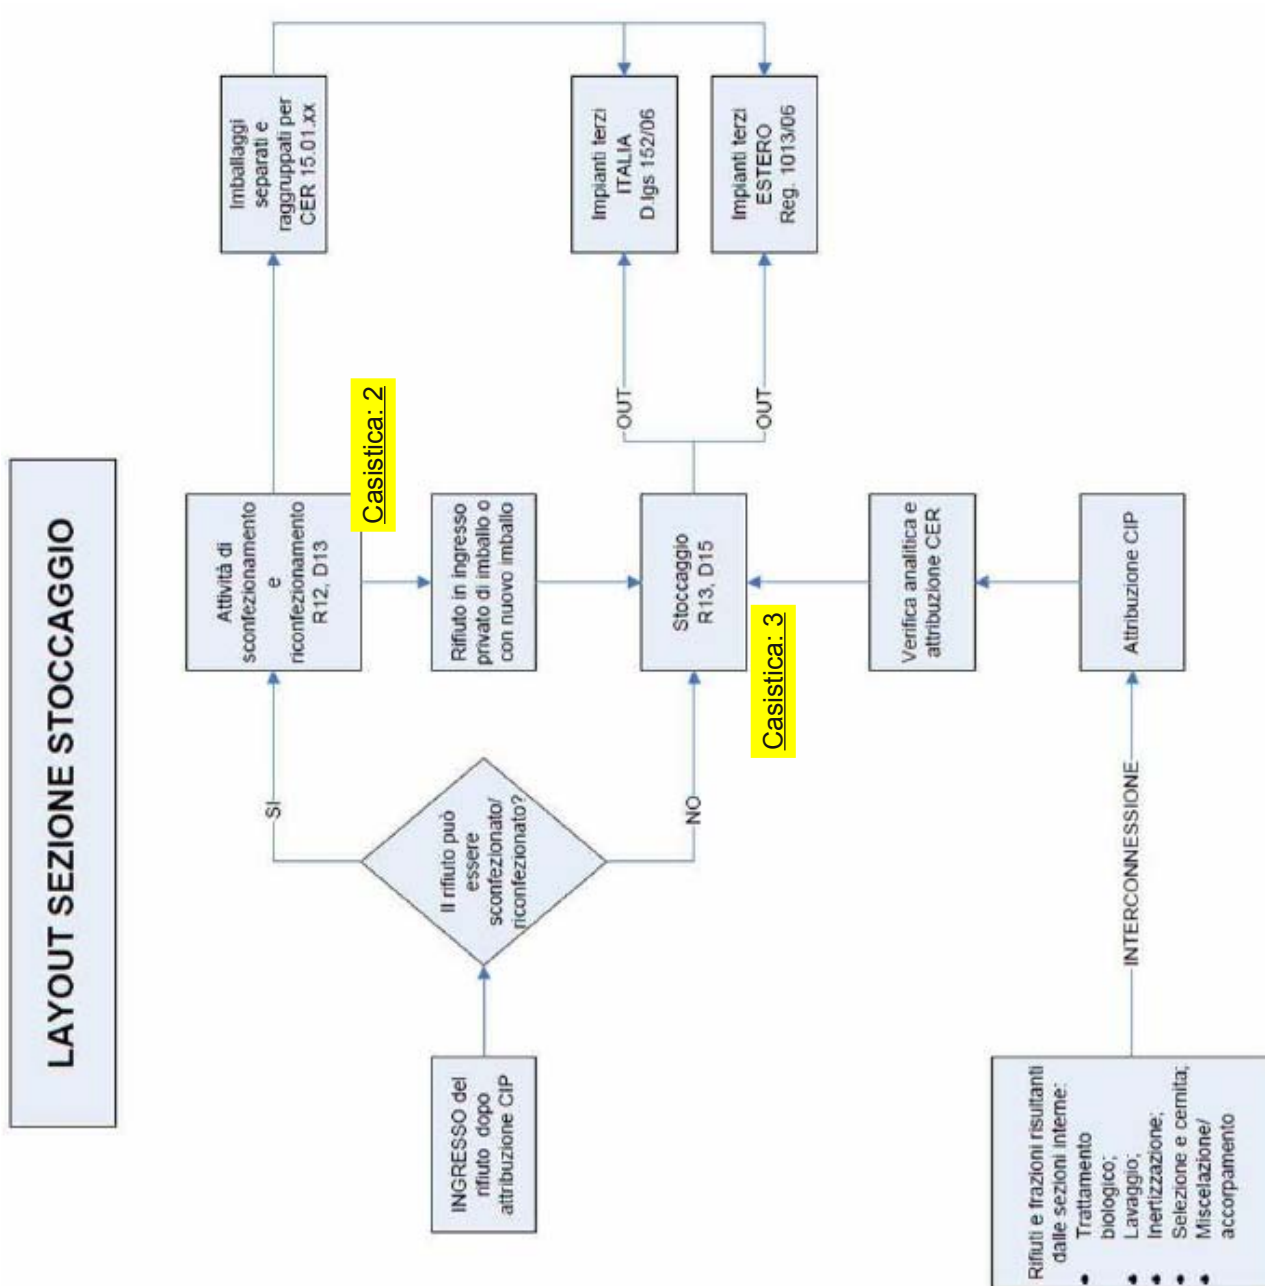 LAYOUT SEZIONE STOCCAGGIO
INGRESSO del
rifiuto dopo
attribuzione CIP
Il rifiuto può
essere
sconfezionato/
riconfezionato?
SI
NO
Attività di
sconfezionamento
e
riconfezionamento
R12, D13
Casistica: 2
Rifiuto in ingresso
privato di imballo o
con nuovo imballo
Stoccaggio
R13, D15
Casistica: 3
Imballaggi
separati e
raggruppati per
CER 15.01.xx
OUT
OUT
Impianti terzi
ITALIA
D.lgs 152/06
Impianti terzi
ESTERO
Reg. 1013/06
Rifiuti e frazioni risultanti
dalle sezioni interne:
• Trattamento
biologico;
• Lavaggio;
• Inertizzazione;
• Selezione e cernita;
• Miscelazione/
accorpamento
INTERCONNESSIONE
Attribuzione CIP
Verifica analitica e
attribuzione CER